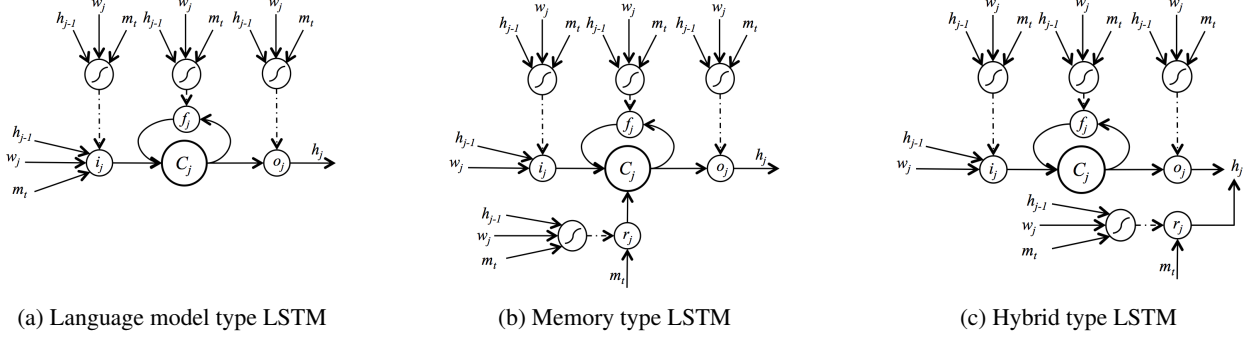 w_j w_j w_j
h_{j-1} m_t h_{j-1} m_t h_{j-1} m_t
f_j
h_{j-1}
w_j i_j C_j o_j h_j
m_t
(a) Language model type LSTM
w_j w_j w_j
h_{j-1} m_t h_{j-1} m_t h_{j-1} m_t
f_j
h_{j-1}
w_j i_j C_j o_j h_j
h_{j-1}
w_j r_j
m_t
m_t
(b) Memory type LSTM
w_j w_j w_j
h_{j-1} m_t h_{j-1} m_t h_{j-1} m_t
f_j
h_{j-1}
w_j i_j C_j o_j h_j
h_{j-1}
w_j r_j
m_t
m_t
(c) Hybrid type LSTM